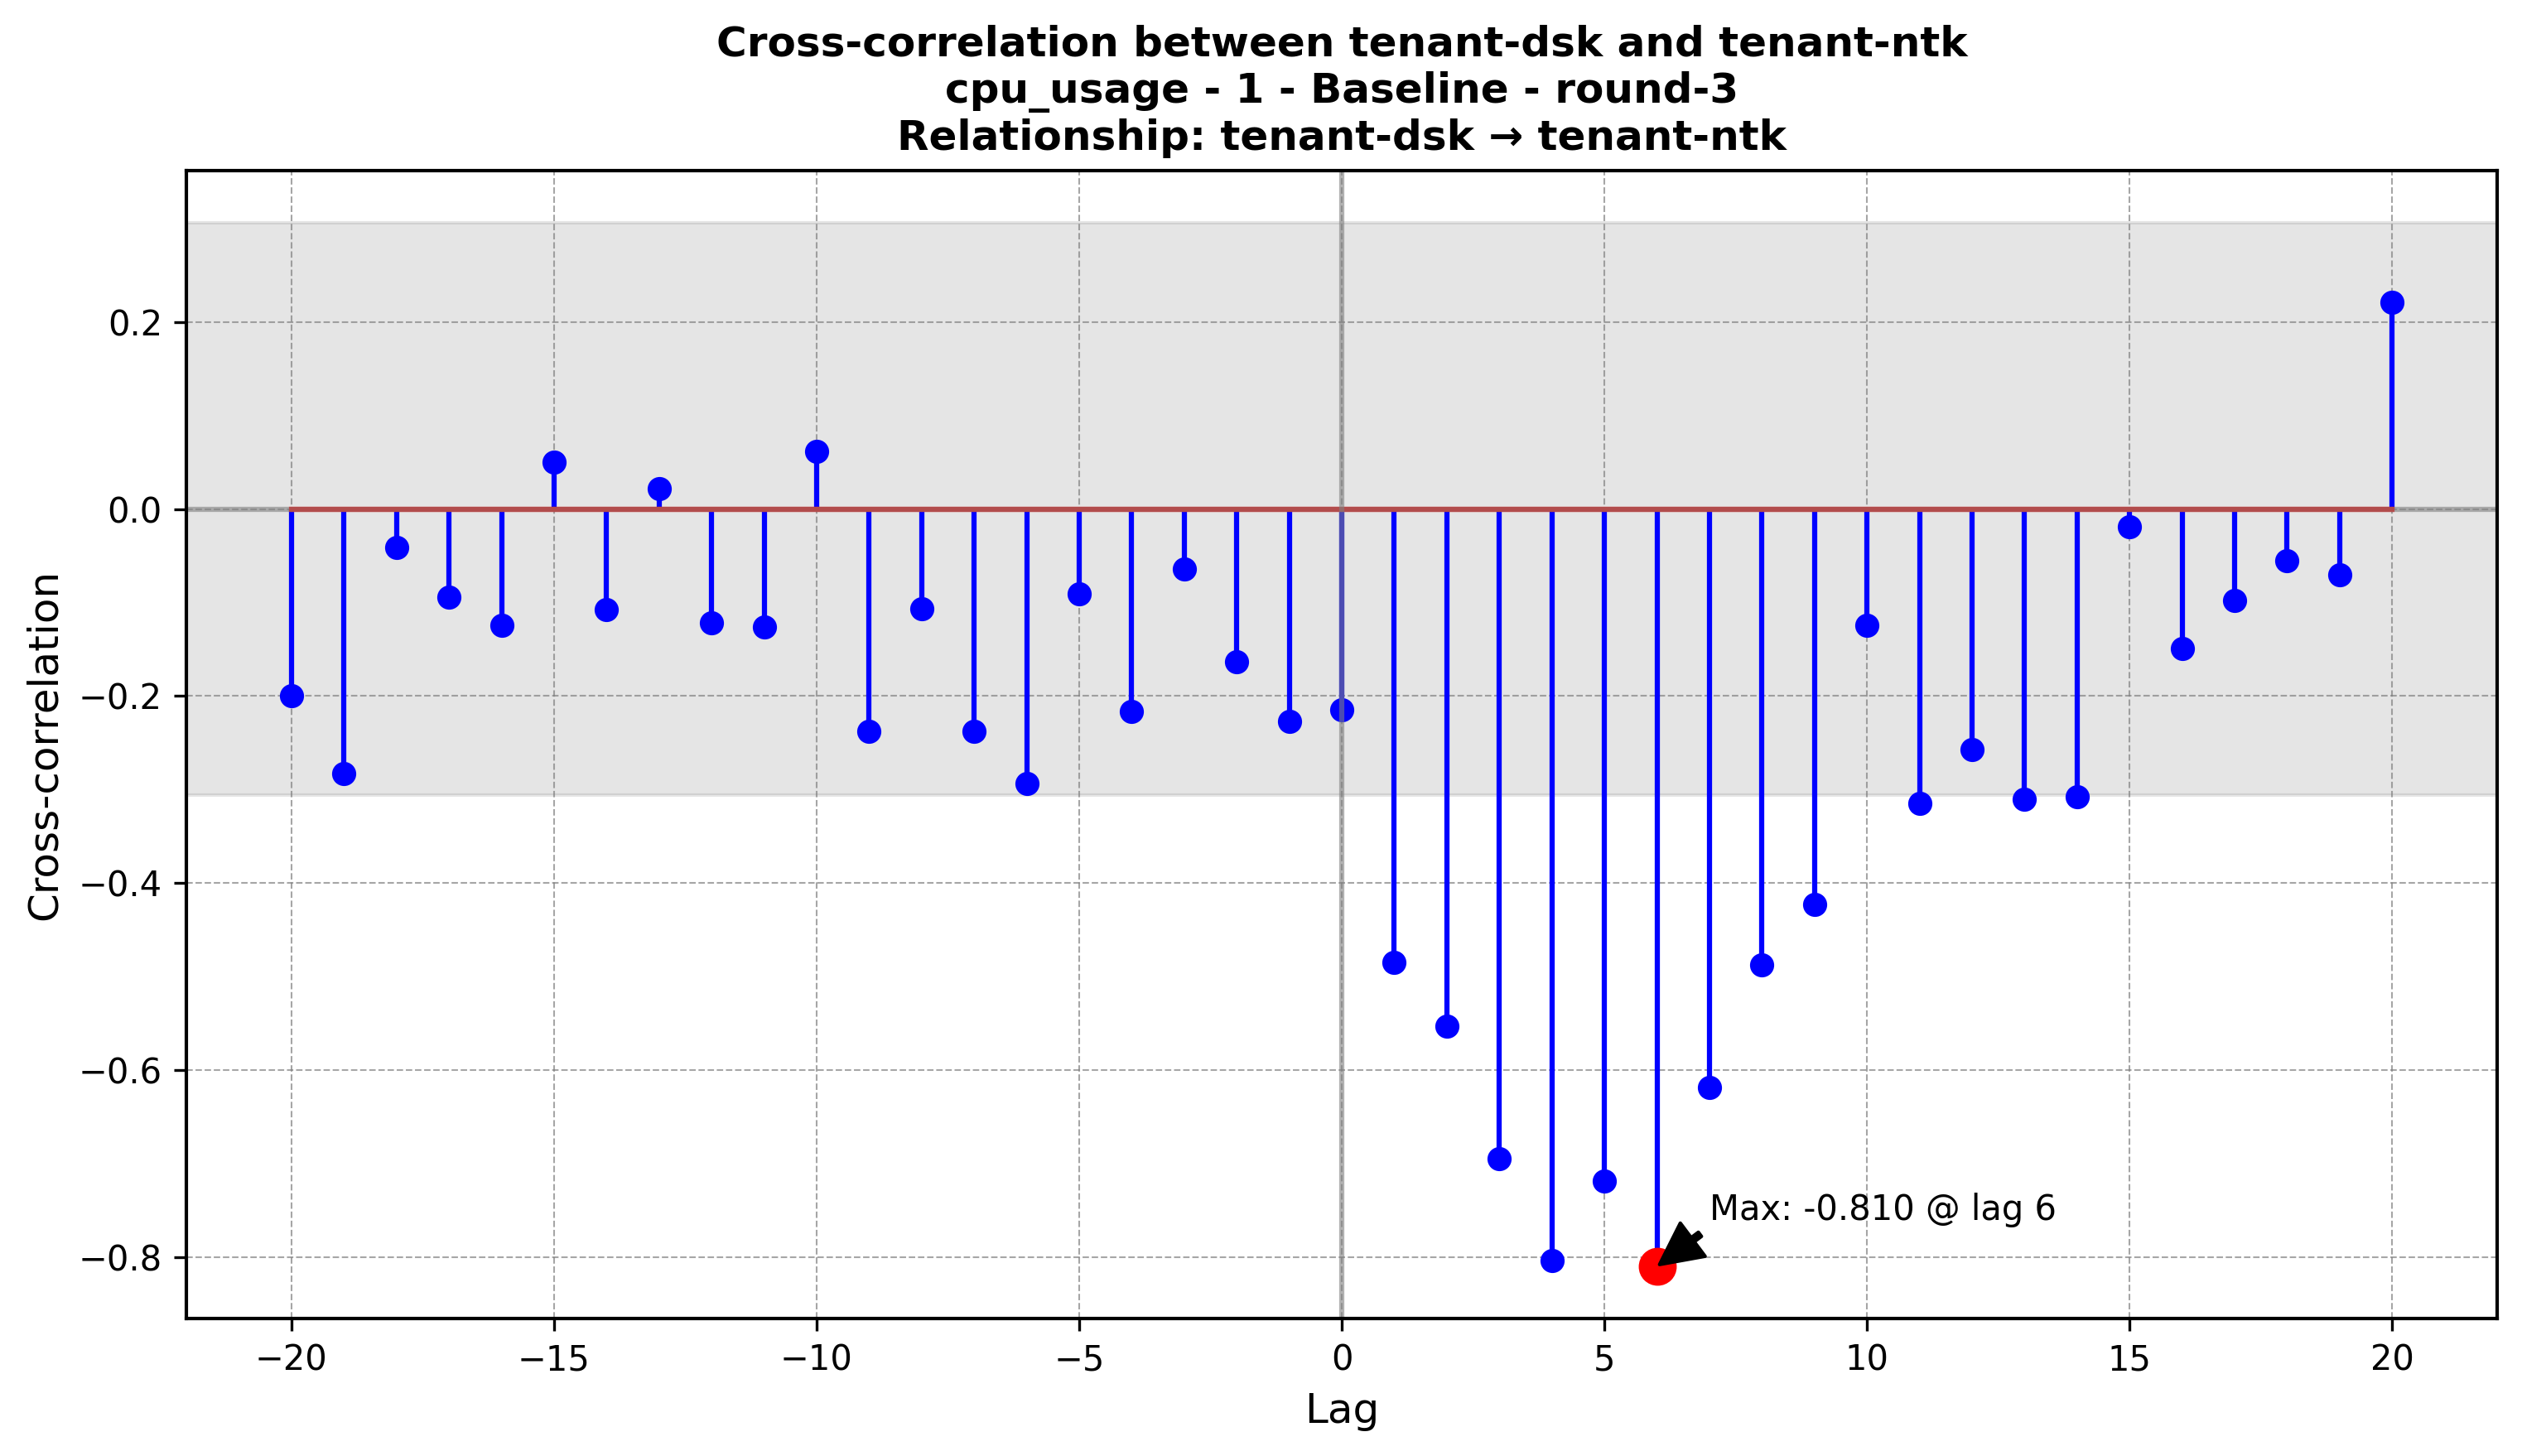 Cross-correlation between tenant-dsk and tenant-ntk
cpu_usage - 1 - Baseline - round-3
Relationship: tenant-dsk → tenant-ntk
Cross-correlation
0.2
0.0
−0.2
−0.4
−0.6
−0.8
Max: -0.810 @ lag 6
−20
−15
−10
−5
0
5
10
15
20
Lag